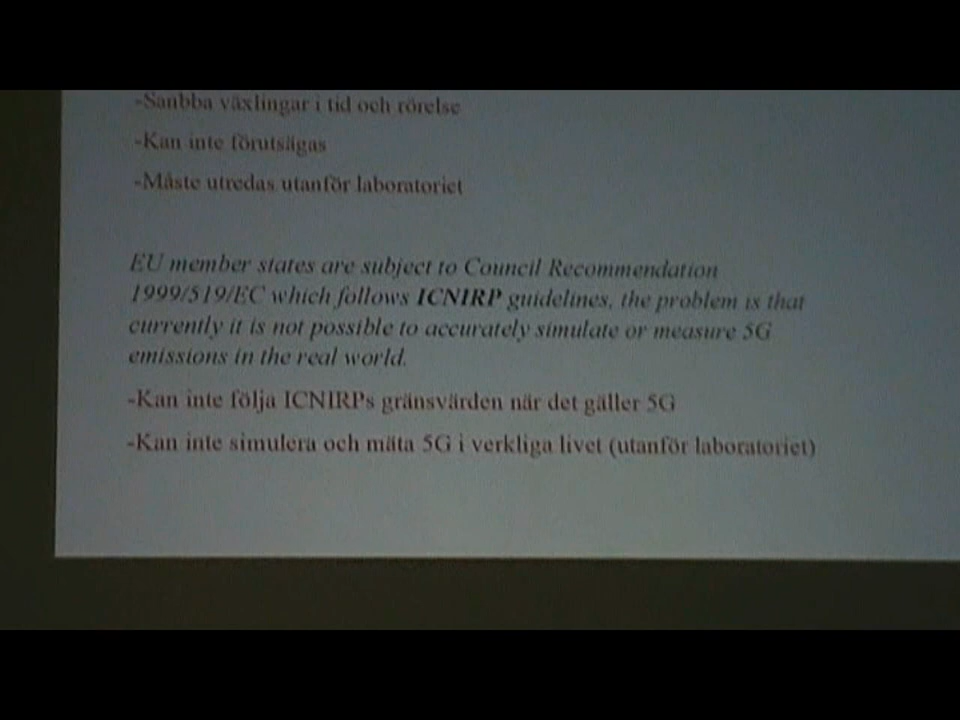 -Sanbba växlingar i tid och rörelse
-Kan inte förutsägas
-Måste utredas utanför laboratoriet
EU member states are subject to Council Recommendation
1999/519/EC which follows ICNIRP guidelines, the problem is that
currently it is not possible to accurately simulate or measure 5G
emissions in the real world.
-Kan inte följa ICNIRPs gränsvärden när det gäller 5G
-Kan inte simulera och mäta 5G i verkliga livet (utanför laboratoriet)